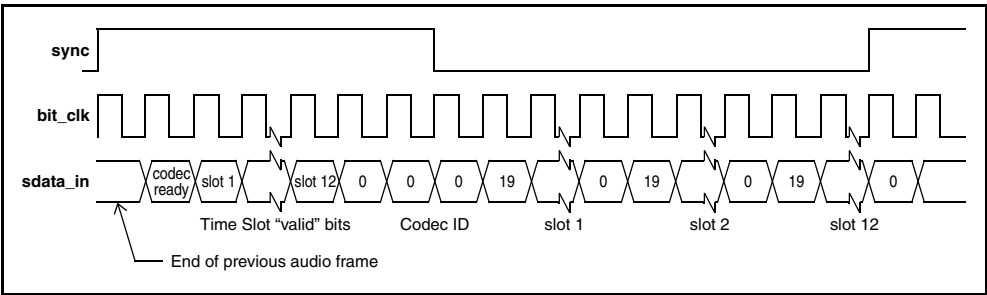 sync
bit_clk
sdata_in
codec ready
slot 1
slot 12
0
0
0
19
0
19
0
19
0
Time Slot “valid” bits
Codec ID
slot 1
slot 2
slot 12
End of previous audio frame